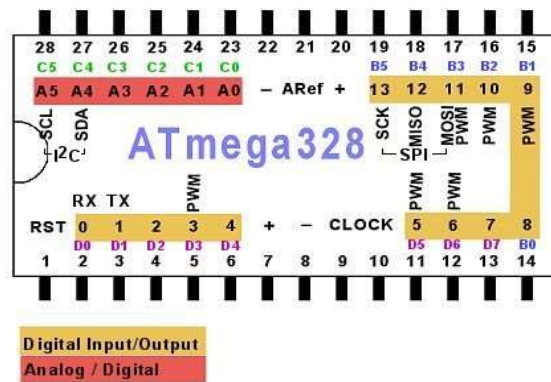 28 27 26 25 24 23 22 21 20 19 18 17 16 15
C5 C4 C3 C2 C1 C0 B5 B4 B3 B2 B1
A5 A4 A3 A2 A1 A0 − ARef + 13 12 11 10 9
SCL SDA SCK MISO MOSI PWM PWM PWM
I²C ATmega328 SPI
RX TX PWM PWM PWM
RST 0 1 2 3 4 + − CLOCK 5 6 7 8
D0 D1 D2 D3 D4 D5 D6 D7 B0
1 2 3 4 5 6 7 8 9 10 11 12 13 14
Digital Input/Output
Analog / Digital